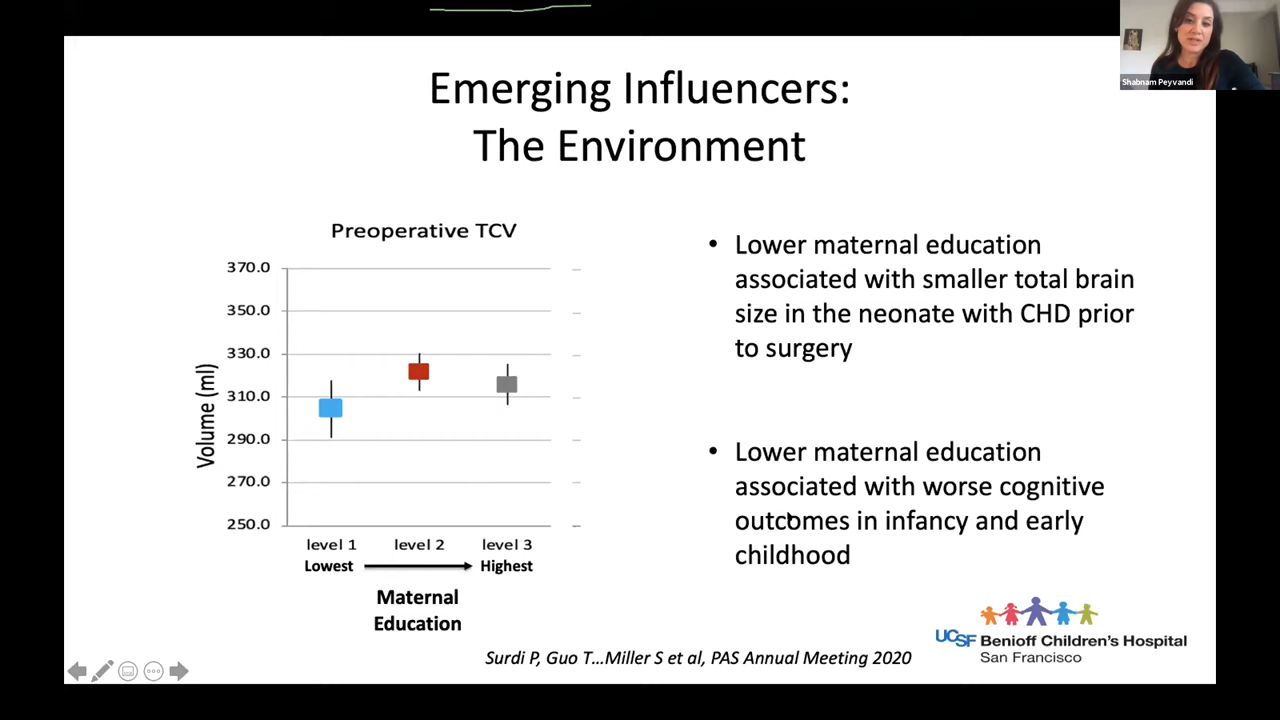 Shabnam Peyvandi
Emerging Influencers:
The Environment
Preoperative TCV
370.0
350.0
330.0
310.0
290.0
270.0
250.0
Volume (ml)
level 1 level 2 level 3
Lowest Highest
Maternal
Education
• Lower maternal education
associated with smaller total brain
size in the neonate with CHD prior
to surgery
• Lower maternal education
associated with worse cognitive
outcomes in infancy and early
childhood
UCSF Benioff Children's Hospital
San Francisco
Surdi P, Guo T...Miller S et al, PAS Annual Meeting 2020